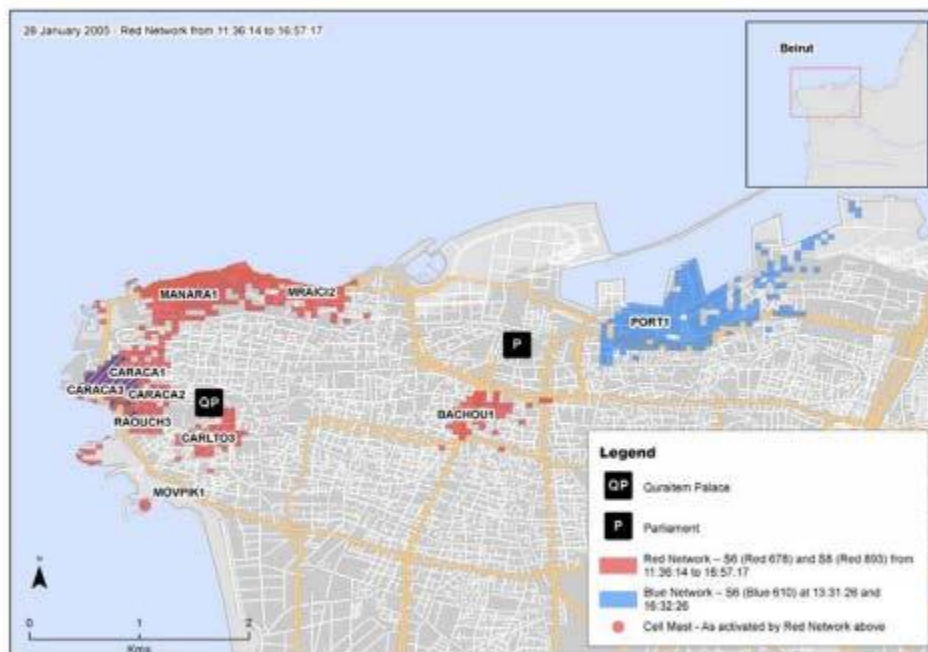 28 January 2005 - Red Network from 11:36:14 to 16:57:17
Beirut
MANARA1
MRAICI2
PORT1
P
CARACA1
CARACA3
CARACA2
QP
RAOUCH3
CARLTO3
BACHOU1
MOVPIK1
Legend
QP Quraitem Palace
P Parliament
Red Network – S6 (Red 678) and S8 (Red 893) from
11:36:14 to 16:57:17
Blue Network – S6 (Blue 610) at 13:31:26 and
16:32:26
Cell Mast - As activated by Red Network above
N
0 1 2
Kms